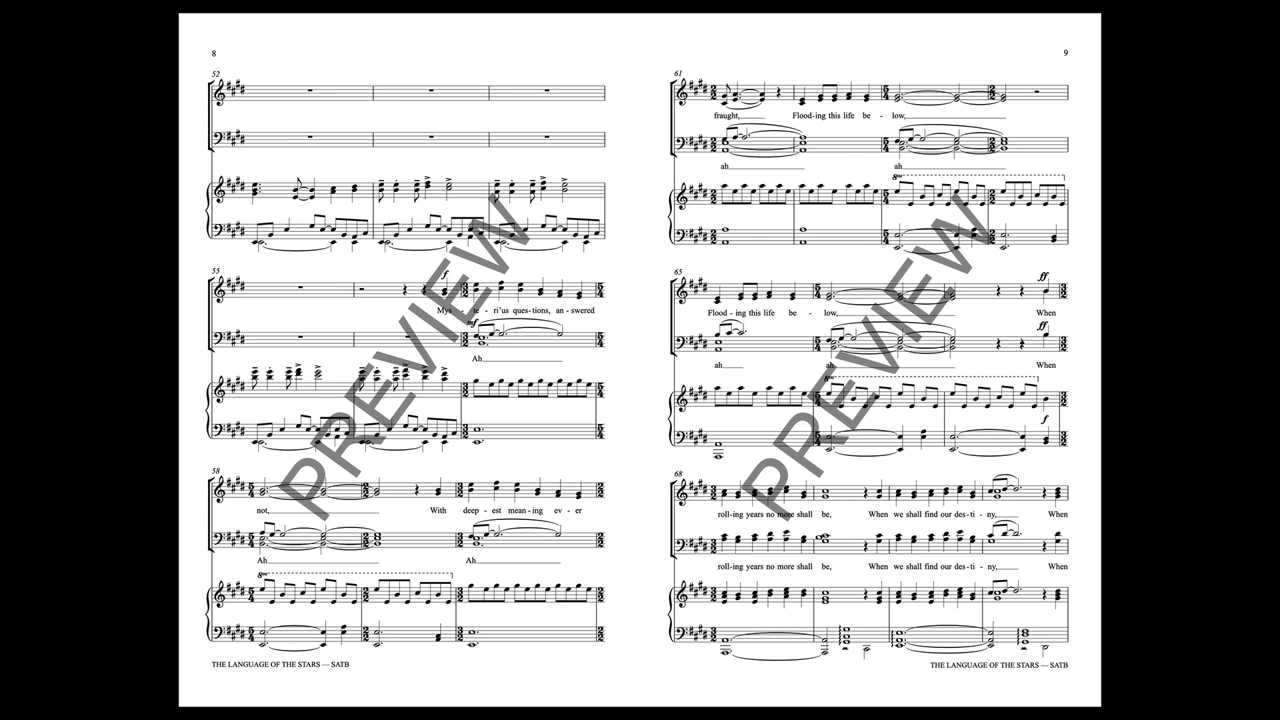 8
52
55
f
Mys - te - ri'us ques-tions, an-swered
mf
Ah
58
not, With deep-est mean-ing ev-er
Ah Ah
8va
THE LANGUAGE OF THE STARS — SATB
9
61
fraught, Flood-ing this life be - low,
ah ah
8va
65
ff
Flood-ing this life be - low, When
ff
ah ah When
8va
f
68
roll-ing years no more shall be, When we shall find our des-ti-ny, When
roll-ing years no more shall be, When we shall find our des-ti-ny, When
THE LANGUAGE OF THE STARS — SATB
PREVIEW
PREVIEW